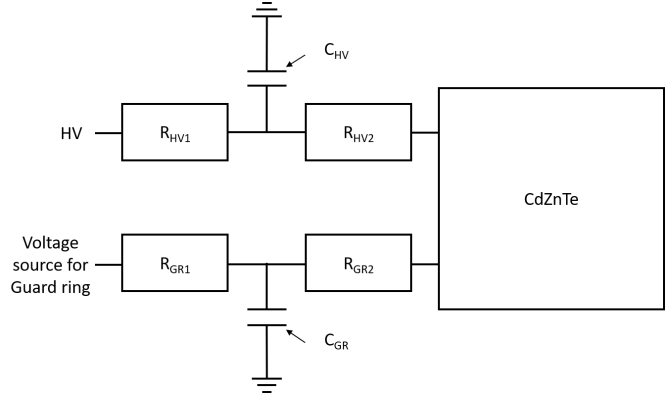 C_HV
HV
R_HV1
R_HV2
CdZnTe
Voltage
source for
Guard ring
R_GR1
R_GR2
C_GR